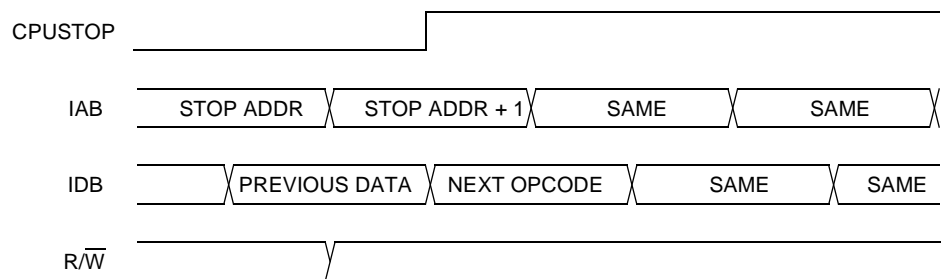 CPUSTOP
IAB STOP ADDR STOP ADDR + 1 SAME SAME
IDB PREVIOUS DATA NEXT OPCODE SAME SAME
R/W̅